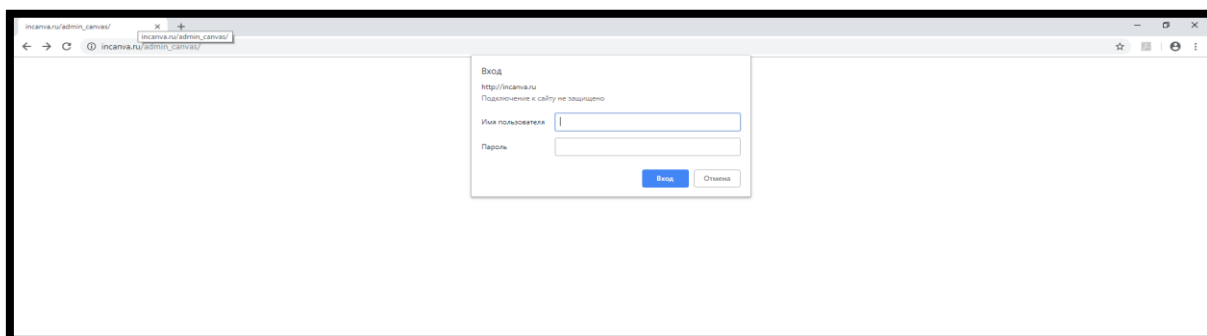 incanva.ru/admin_canvas/
incanva.ru/admin_canvas/
incanva.ru/admin_canvas/
Вход
http://incanva.ru
Подключение к сайту не защищено
Имя пользователя
Пароль
Вход Отмена